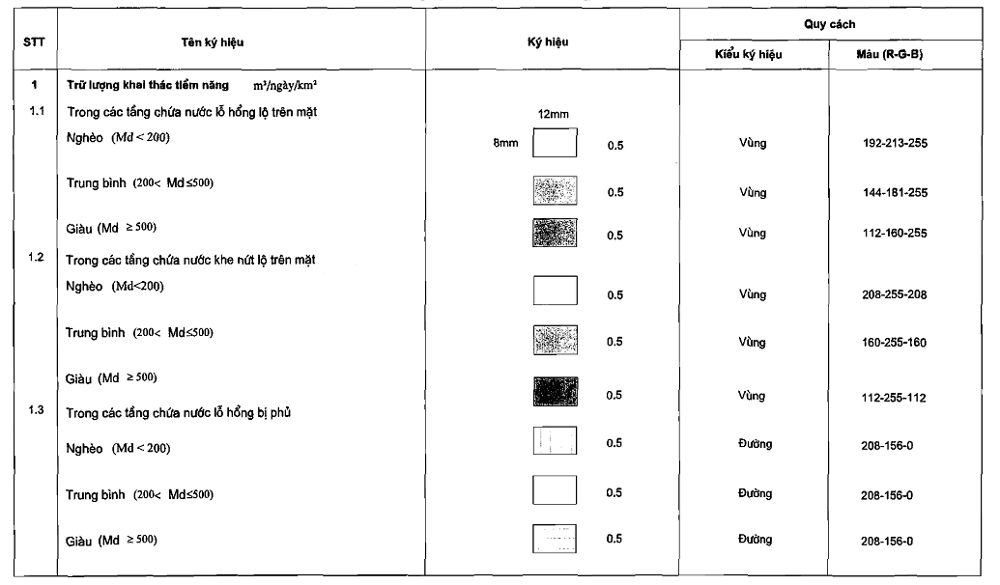 STT Tên ký hiệu Ký hiệu Quy cách
Kiểu ký hiệu Màu (R-G-B)
1 Trữ lượng khai thác tiềm năng m³/ngày/km²
1.1 Trong các tầng chứa nước lỗ hổng lộ trên mặt
12mm
Nghèo (Md < 200) 8mm 0.5 Vùng 192-213-255
Trung bình (200< Md≤500) 0.5 Vùng 144-181-255
Giàu (Md ≥ 500) 0.5 Vùng 112-160-255
1.2 Trong các tầng chứa nước khe nứt lộ trên mặt
Nghèo (Md<200) 0.5 Vùng 208-255-208
Trung bình (200< Md≤500) 0.5 Vùng 160-255-160
Giàu (Md ≥ 500) 0.5 Vùng 112-255-112
1.3 Trong các tầng chứa nước lỗ hổng bị phủ
Nghèo (Md < 200) 0.5 Đường 208-156-0
Trung bình (200< Md≤500) 0.5 Đường 208-156-0
Giàu (Md ≥ 500) 0.5 Đường 208-156-0